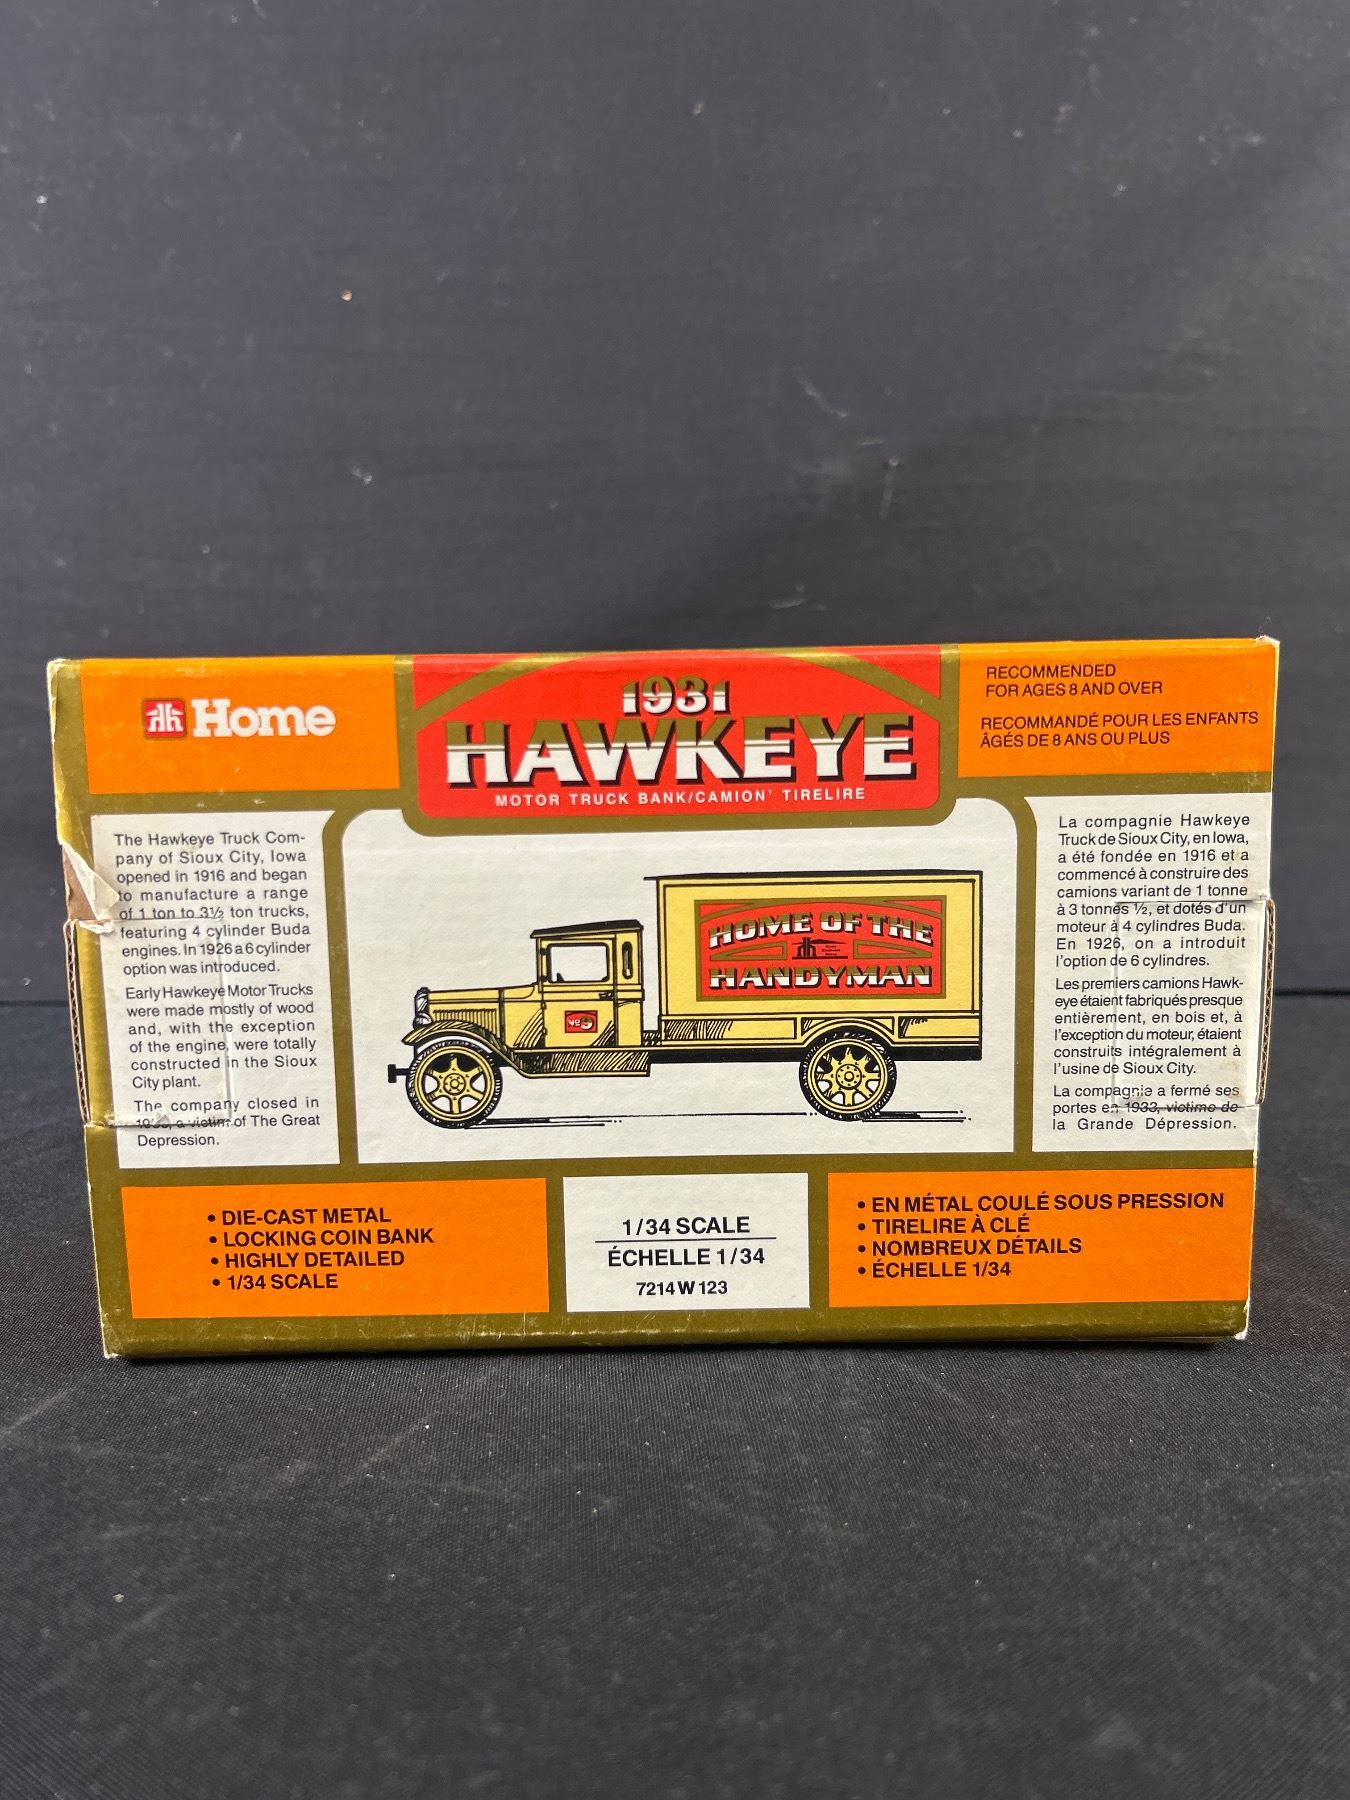 hh Home
1931
HAWKEYE
MOTOR TRUCK BANK/CAMION' TIRELIRE
RECOMMENDED
FOR AGES 8 AND OVER
RECOMMANDÉ POUR LES ENFANTS
ÂGÉS DE 8 ANS OU PLUS
The Hawkeye Truck Com-
pany of Sioux City, Iowa
opened in 1916 and began
to manufacture a range
of 1 ton to 3½ ton trucks,
featuring 4 cylinder Buda
engines. In 1926 a 6 cylinder
option was introduced.
Early Hawkeye Motor Trucks
were made mostly of wood
and, with the exception
of the engine, were totally
constructed in the Sioux
City plant.
The company closed in
a victim of The Great
Depression.
HOME OF THE
HANDYMAN
Nº9
La compagnie Hawkeye
Truck de Sioux City, en Iowa,
a été fondée en 1916 et a
commencé à construire des
camions variant de 1 tonne
à 3 tonnes ½, et dotés d'un
moteur à 4 cylindres Buda.
En 1926, on a introduit
l'option de 6 cylindres.
Les premiers camions Hawk-
eye étaient fabriqués presque
entièrement, en bois et, à
l'exception du moteur, étaient
construits intégralement à
l'usine de Sioux City.
La compagnie a fermé ses
portes en 1933, victime de
la Grande Dépression.
• DIE-CAST METAL
• LOCKING COIN BANK
• HIGHLY DETAILED
• 1/34 SCALE
1/34 SCALE
ÉCHELLE 1/34
7214 W 123
• EN MÉTAL COULÉ SOUS PRESSION
• TIRELIRE À CLÉ
• NOMBREUX DÉTAILS
• ÉCHELLE 1/34